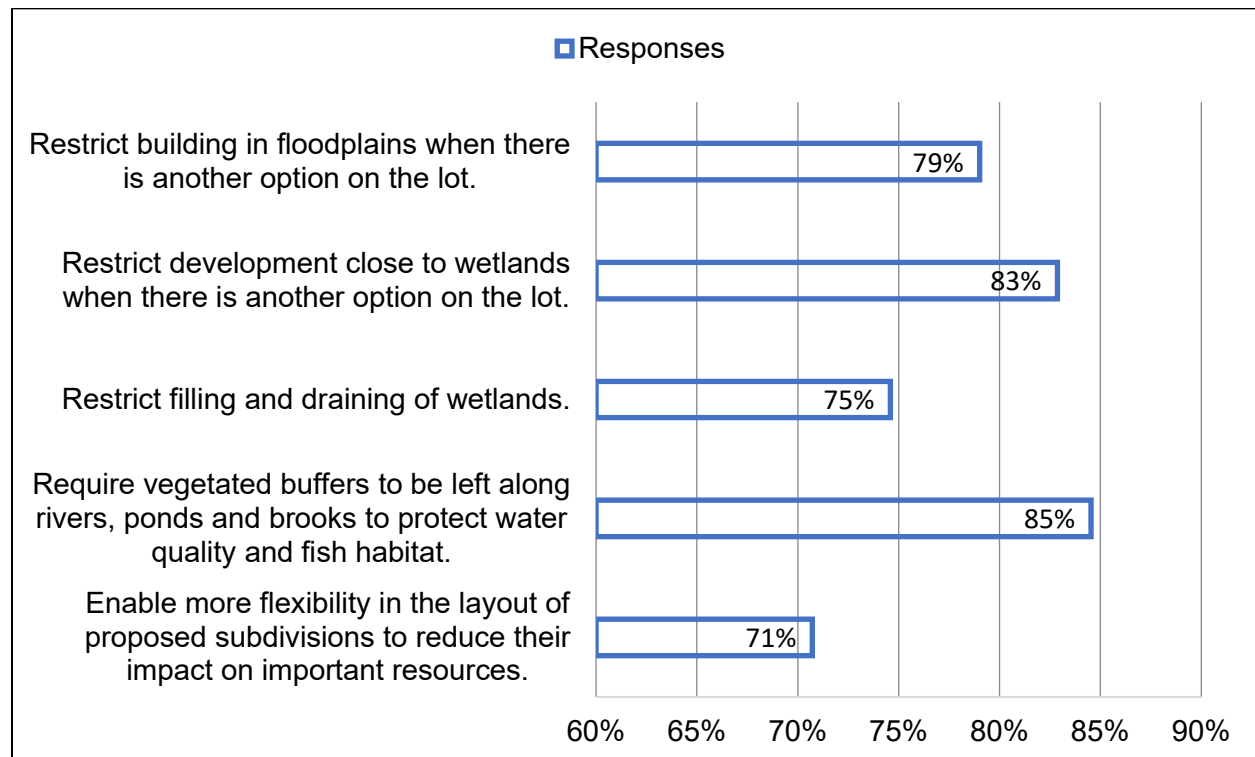 Responses
Restrict building in floodplains when there
is another option on the lot.
79%
Restrict development close to wetlands
when there is another option on the lot.
83%
Restrict filling and draining of wetlands.
75%
Require vegetated buffers to be left along
rivers, ponds and brooks to protect water
quality and fish habitat.
85%
Enable more flexibility in the layout of
proposed subdivisions to reduce their
impact on important resources.
71%
60% 65% 70% 75% 80% 85% 90%